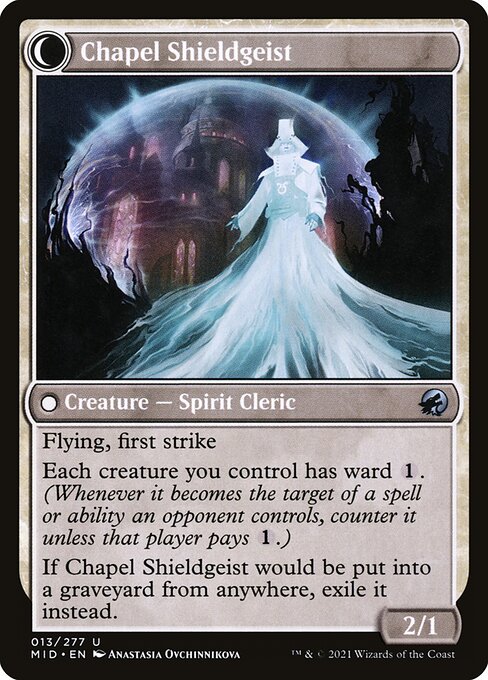 Chapel Shieldgeist
Creature — Spirit Cleric
Flying, first strike
Each creature you control has ward 1.
(Whenever it becomes the target of a spell
or ability an opponent controls, counter it
unless that player pays 1.)
If Chapel Shieldgeist would be put into
a graveyard from anywhere, exile it
instead.
2/1
013/277 U
MID • EN Anastasia Ovchinnikova
™ & © 2021 Wizards of the Coast